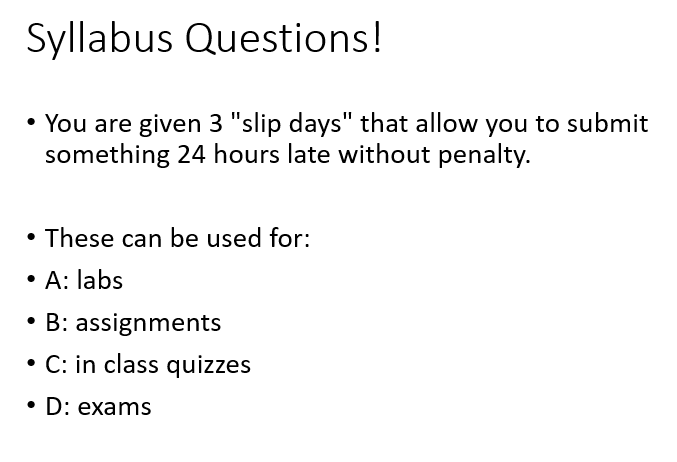 Syllabus Questions!
• You are given 3 "slip days" that allow you to submit
something 24 hours late without penalty.
• These can be used for:
• A: labs
• B: assignments
• C: in class quizzes
• D: exams